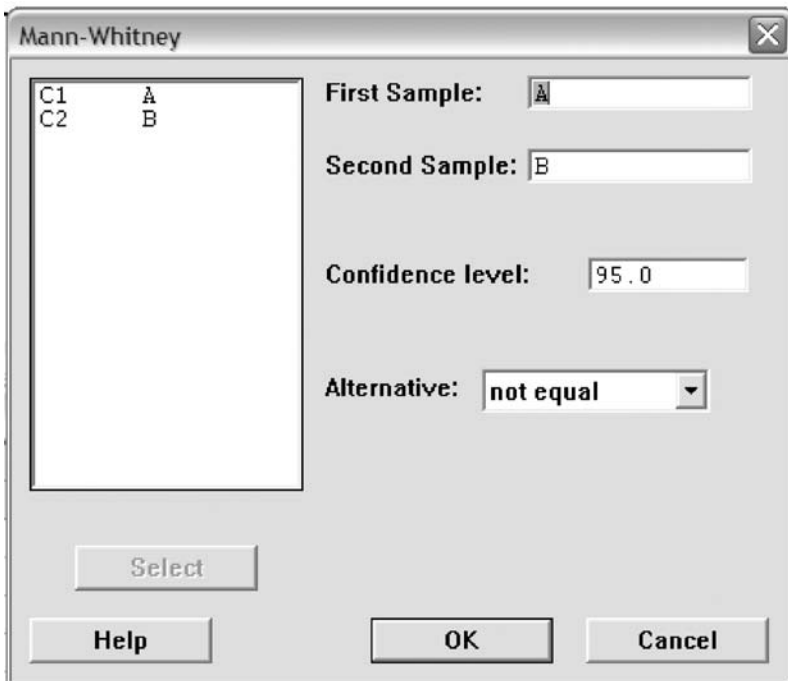 Mann-Whitney
C1 A
C2 B
First Sample: A
Second Sample: B
Confidence level: 95.0
Alternative: not equal
Select
Help
OK
Cancel